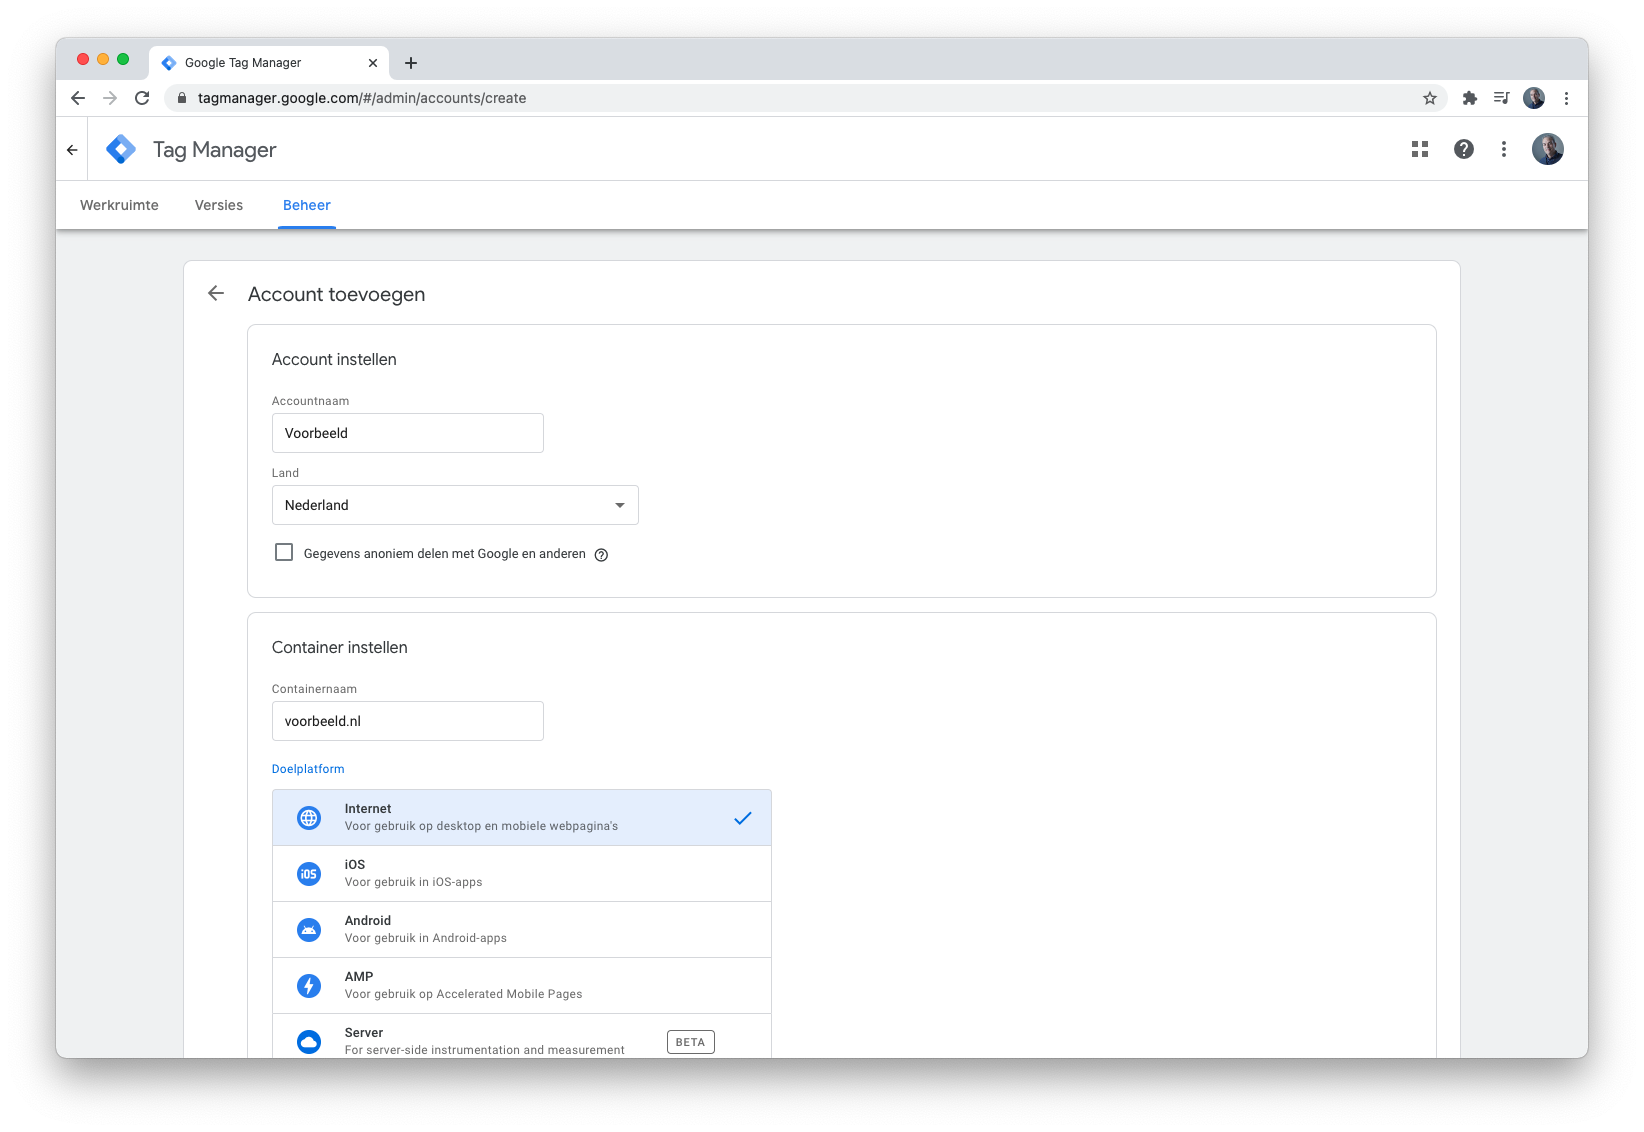 Google Tag Manager
tagmanager.google.com/#/admin/accounts/create
Tag Manager
Werkruimte Versies Beheer
Account toevoegen
Account instellen
Accountnaam
Voorbeeld
Land
Nederland
Gegevens anoniem delen met Google en anderen
Container instellen
Containernaam
voorbeeld.nl
Doelplatform
Internet
Voor gebruik op desktop en mobiele webpagina's
iOS
iOS
Voor gebruik in iOS-apps
Android
Voor gebruik in Android-apps
AMP
Voor gebruik op Accelerated Mobile Pages
Server
For server-side instrumentation and measurement
BETA